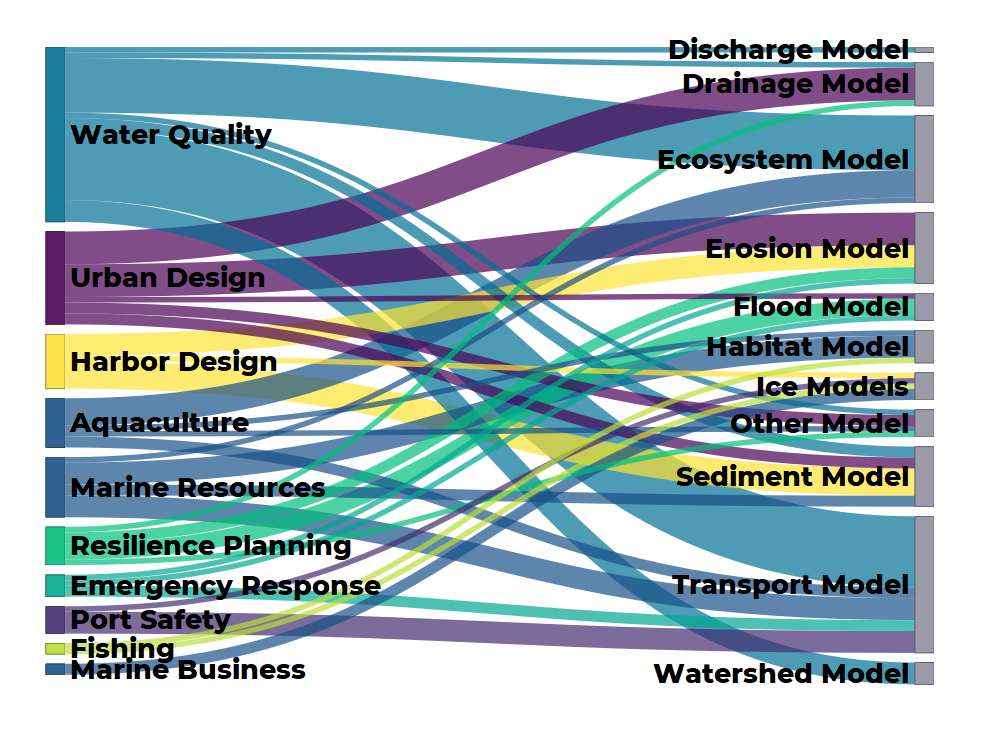 Water Quality
Urban Design
Harbor Design
Aquaculture
Marine Resources
Resilience Planning
Emergency Response
Port Safety
Fishing
Marine Business
Discharge Model
Drainage Model
Ecosystem Model
Erosion Model
Flood Model
Habitat Model
Ice Models
Other Model
Sediment Model
Transport Model
Watershed Model